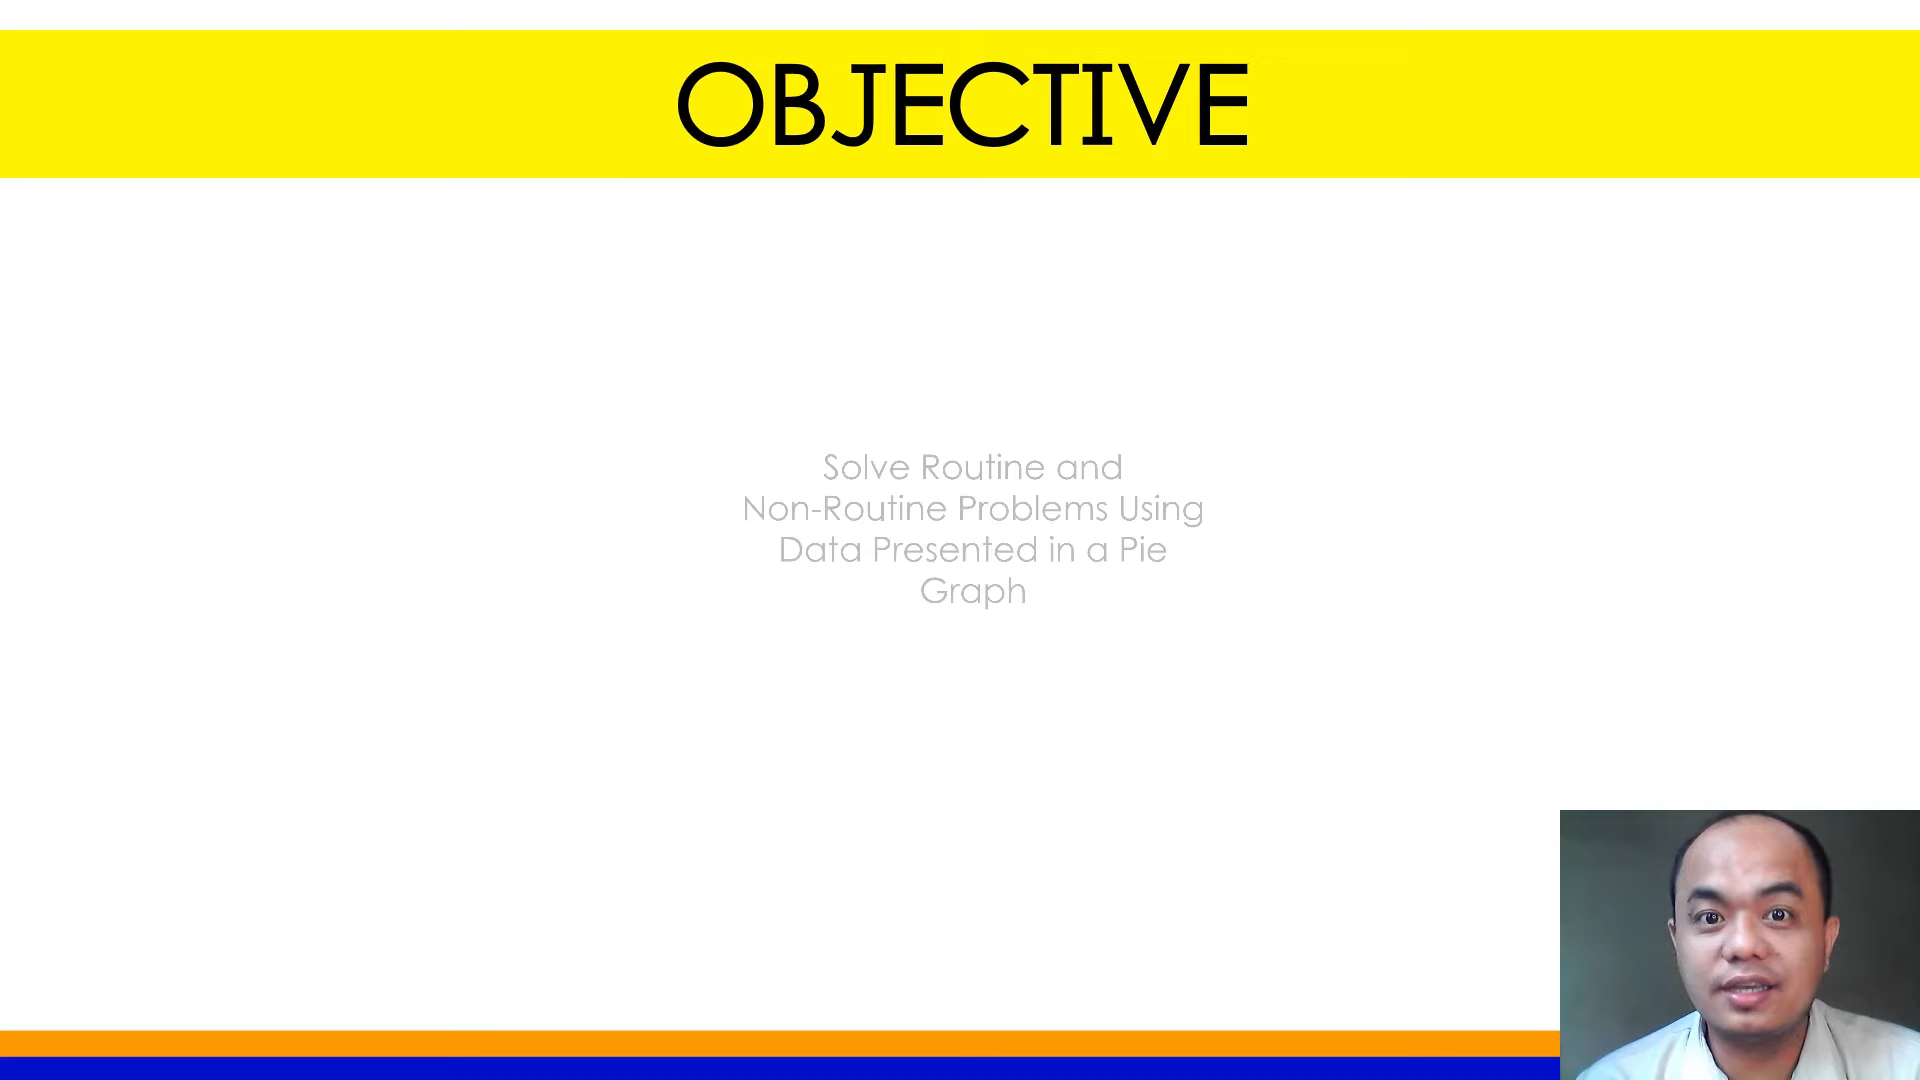 OBJECTIVE
Solve Routine and
Non-Routine Problems Using
Data Presented in a Pie
Graph